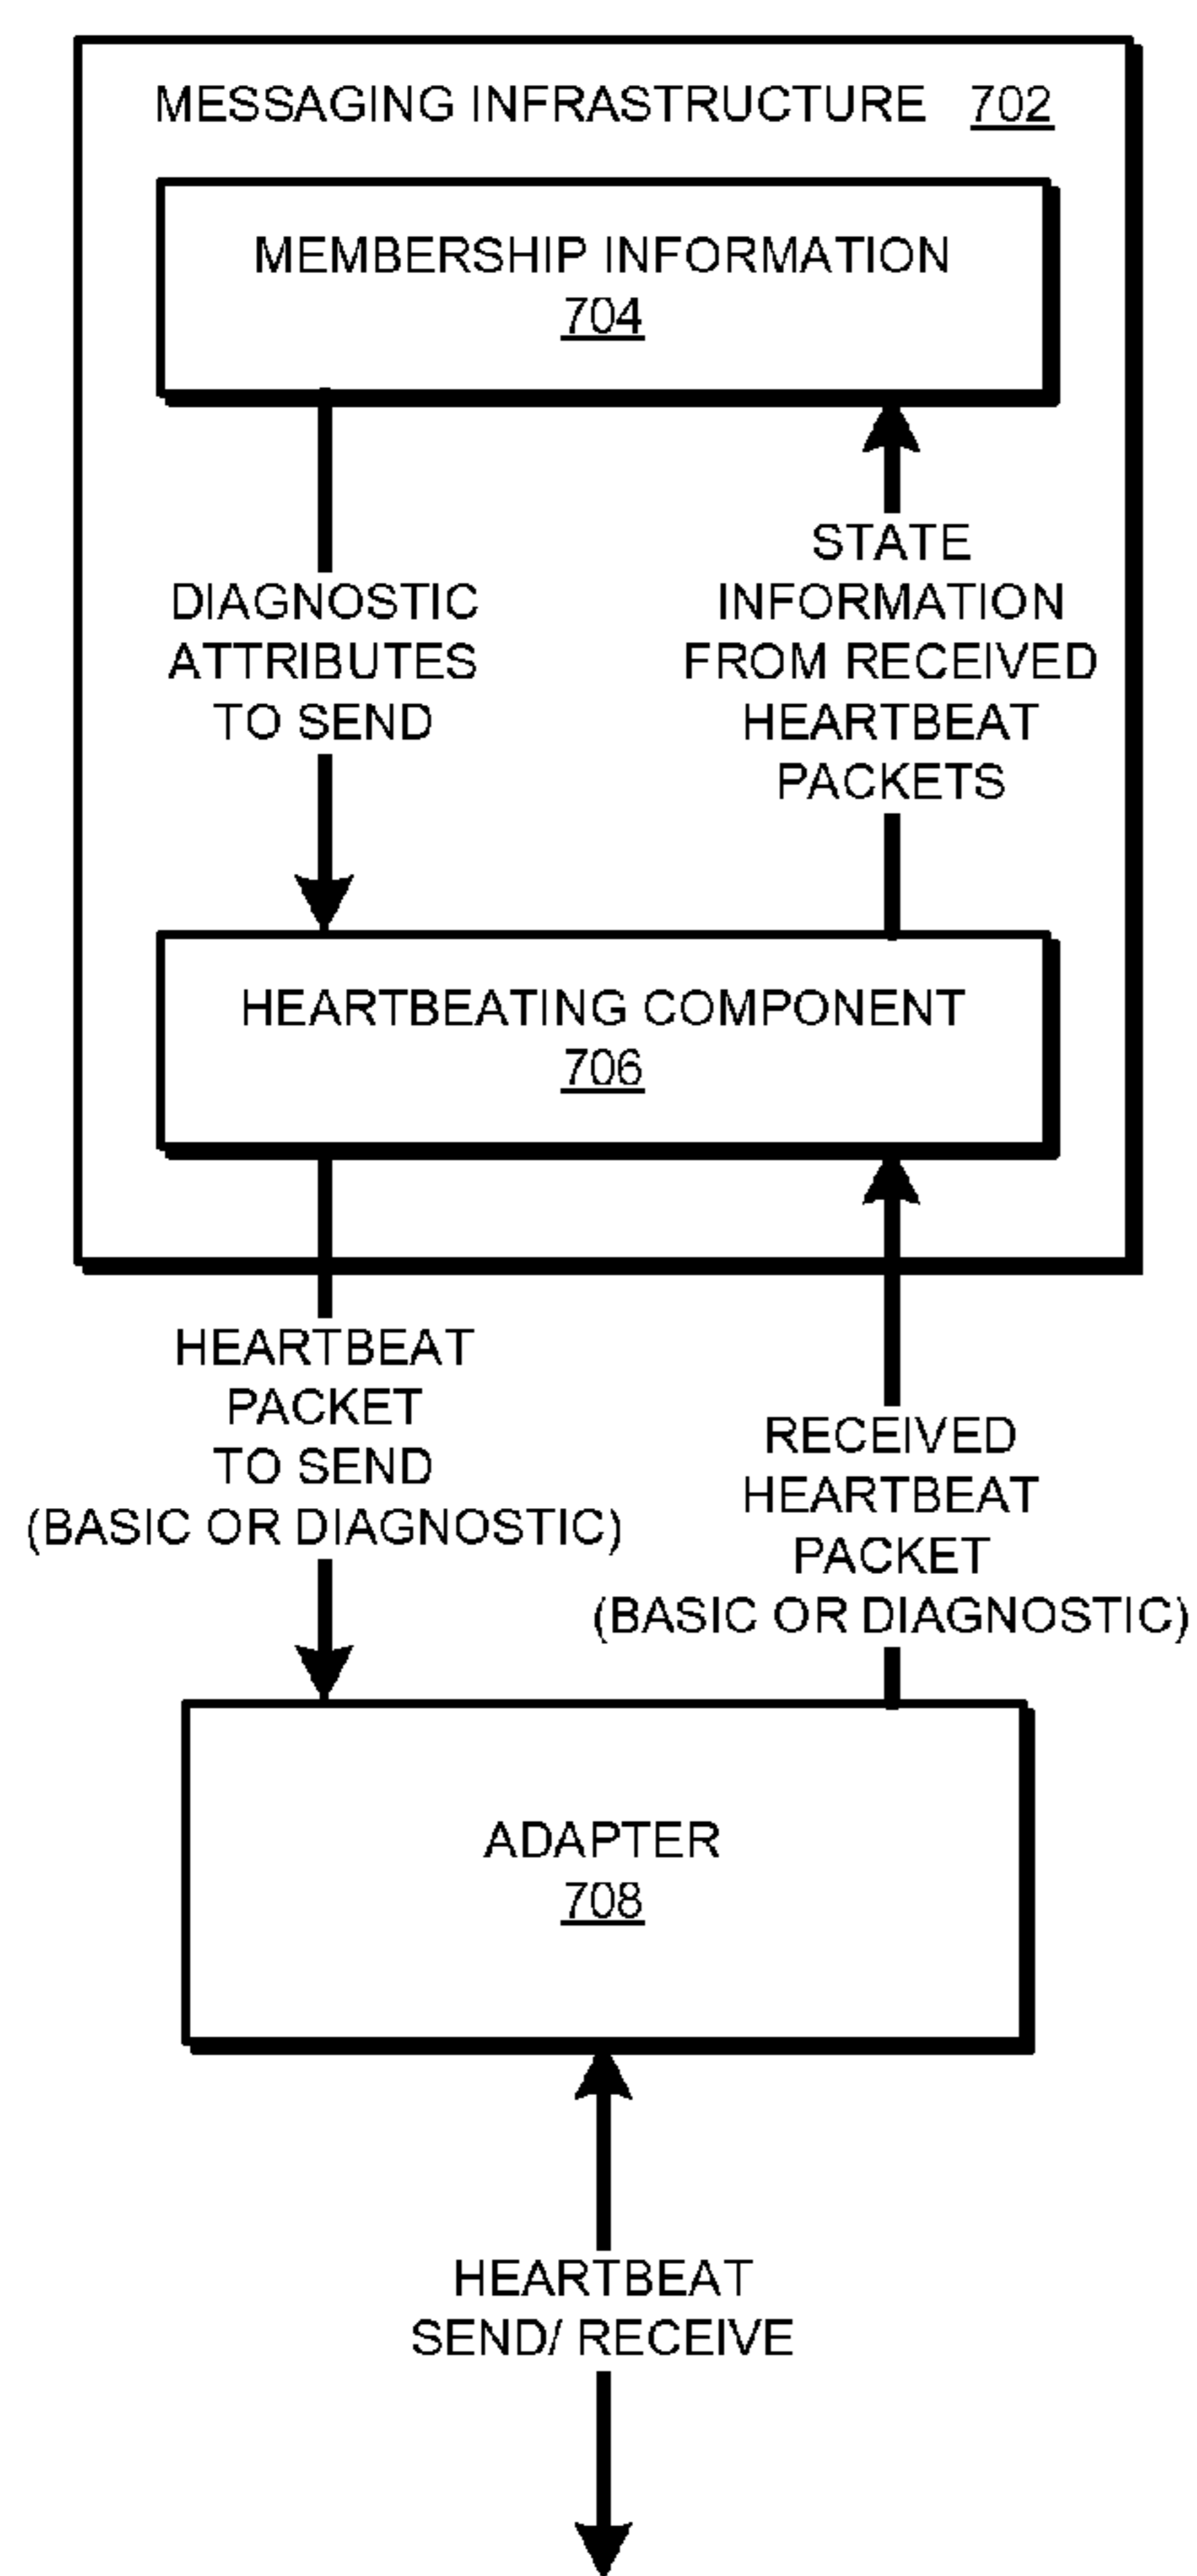 MESSAGING INFRASTRUCTURE 702
MEMBERSHIP INFORMATION
704
DIAGNOSTIC
ATTRIBUTES
TO SEND
STATE
INFORMATION
FROM RECEIVED
HEARTBEAT
PACKETS
HEARTBEATING COMPONENT
706
HEARTBEAT
PACKET
TO SEND
(BASIC OR DIAGNOSTIC)
RECEIVED
HEARTBEAT
PACKET
(BASIC OR DIAGNOSTIC)
ADAPTER
708
HEARTBEAT
SEND/ RECEIVE